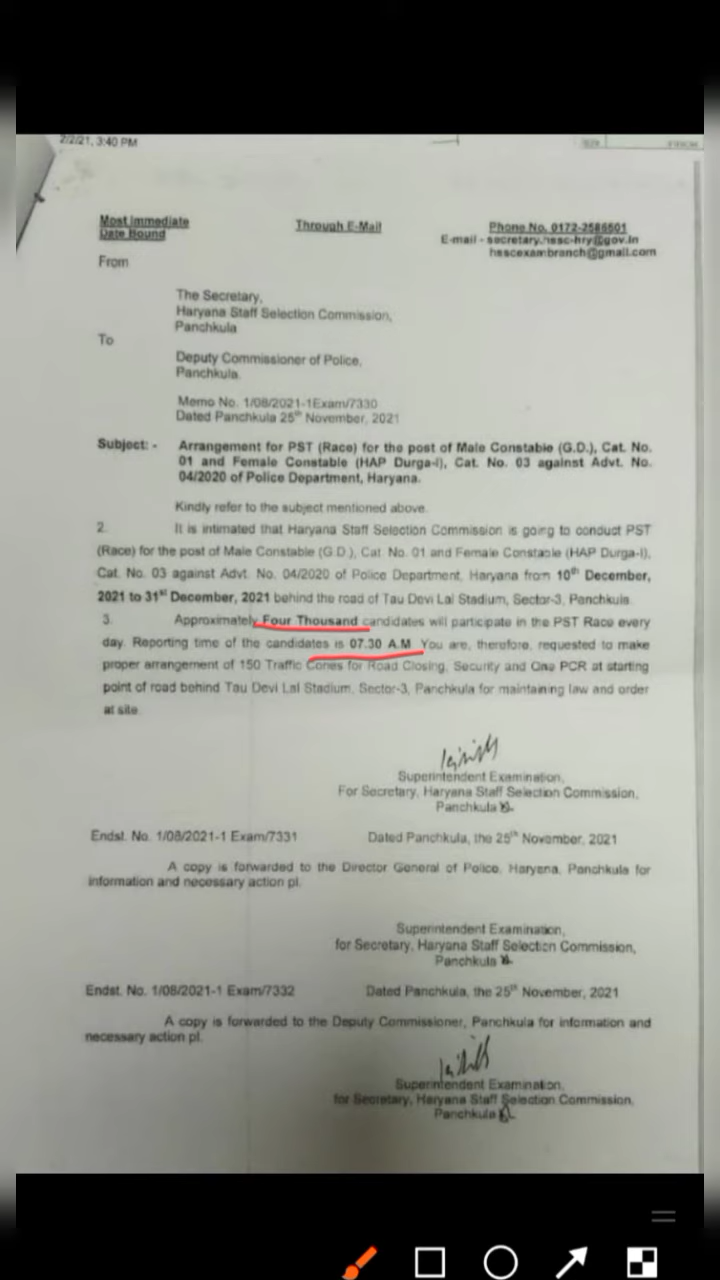 2/2/21, 3:40 PM
Most Immediate
Date Bound
Through E-Mail
Phone No. 0172-2586501
E-mail - secretary.hssc-hry@gov.in
hsscexambranch@gmail.com
From
The Secretary,
Haryana Staff Selection Commission,
Panchkula
To
Deputy Commissioner of Police,
Panchkula.
Memo No. 1/08/2021-1Exam/7330
Dated Panchkula 25th November, 2021
Subject: - Arrangement for PST (Race) for the post of Male Constable (G.D.), Cat. No.
01 and Female Constable (HAP Durga-I), Cat. No. 03 against Advt. No.
04/2020 of Police Department, Haryana.
Kindly refer to the subject mentioned above.
2. It is intimated that Haryana Staff Selection Commission is going to conduct PST
(Race) for the post of Male Constable (G.D.), Cat. No. 01 and Female Constable (HAP Durga-I),
Cat. No. 03 against Advt. No. 04/2020 of Police Department, Haryana from 10th December,
2021 to 31st December, 2021 behind the road of Tau Devi Lal Stadium, Sector-3, Panchkula.
3. Approximately Four Thousand candidates will participate in the PST Race every
day. Reporting time of the candidates is 07.30 A.M. You are, therefore, requested to make
proper arrangement of 150 Traffic Cones for Road Closing, Security and One PCR at starting
point of road behind Tau Devi Lal Stadium, Sector-3, Panchkula for maintaining law and order
at site.
Superintendent Examination,
For Secretary, Haryana Staff Selection Commission,
Panchkula
Endst. No. 1/08/2021-1 Exam/7331 Dated Panchkula, the 25th November, 2021
A copy is forwarded to the Director General of Police, Haryana, Panchkula for
information and necessary action pl.
Superintendent Examination,
for Secretary, Haryana Staff Selection Commission,
Panchkula
Endst. No. 1/08/2021-1 Exam/7332 Dated Panchkula, the 25th November, 2021
A copy is forwarded to the Deputy Commissioner, Panchkula for information and
necessary action pl.
Superintendent Examination,
for Secretary, Haryana Staff Selection Commission,
Panchkula